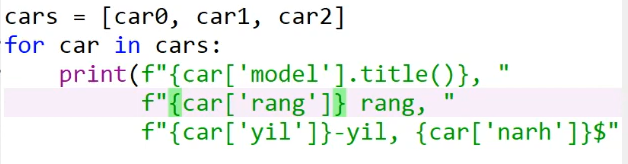 cars = [car0, car1, car2]
for car in cars:
    print(f"{car['model'].title()}, "
          f"{car['rang']} rang, "
          f"{car['yil']}-yil, {car['narh']}$"